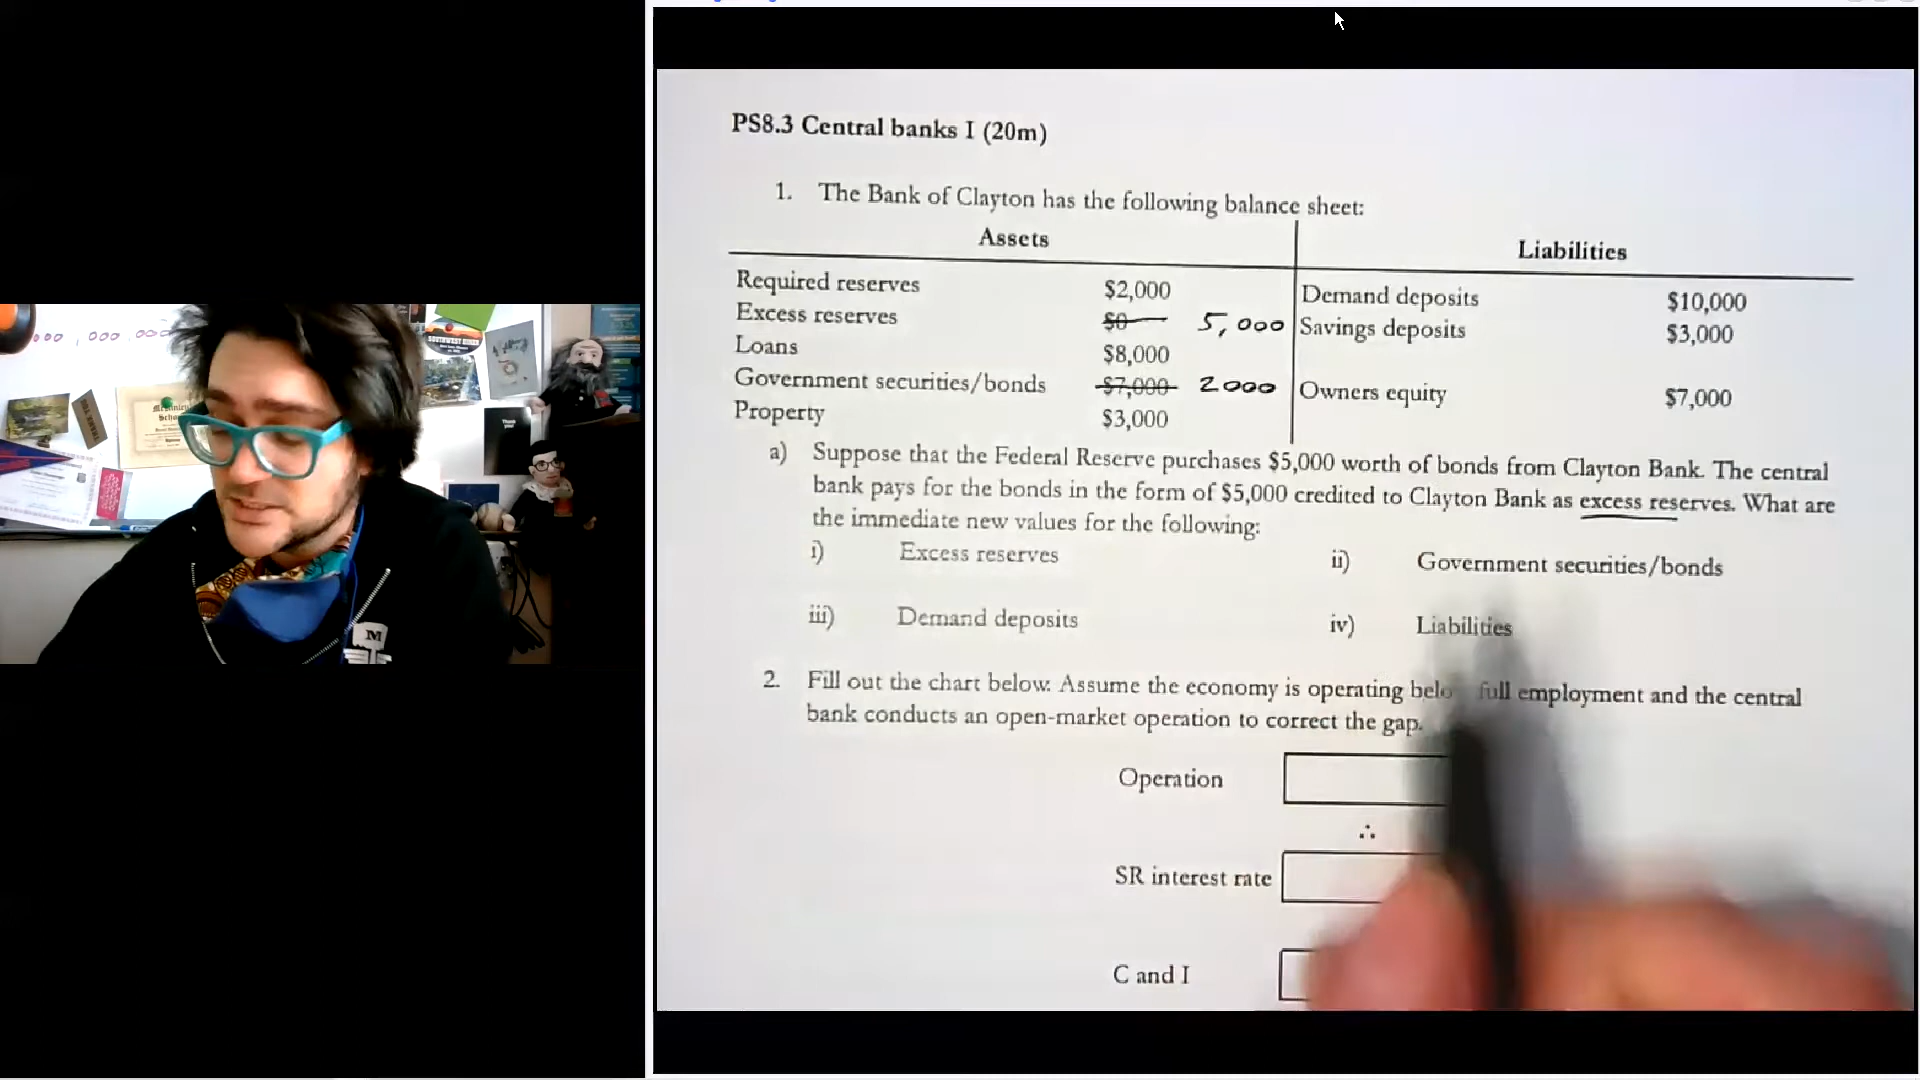 PS8.3 Central banks I (20m)
1. The Bank of Clayton has the following balance sheet:
Assets Liabilities
Required reserves $2,000 Demand deposits $10,000
Excess reserves $0 5,000 Savings deposits $3,000
Loans $8,000
Government securities/bonds $7,000 2000 Owners equity $7,000
Property $3,000
a) Suppose that the Federal Reserve purchases $5,000 worth of bonds from Clayton Bank. The central
bank pays for the bonds in the form of $5,000 credited to Clayton Bank as excess reserves. What are
the immediate new values for the following:
i) Excess reserves ii) Government securities/bonds
iii) Demand deposits iv) Liabilities
2. Fill out the chart below. Assume the economy is operating full employment and the central
bank conducts an open-market operation to correct the gap.
Operation
∴
SR interest rate
C and I
SOUTHWEST
Thank you!
M